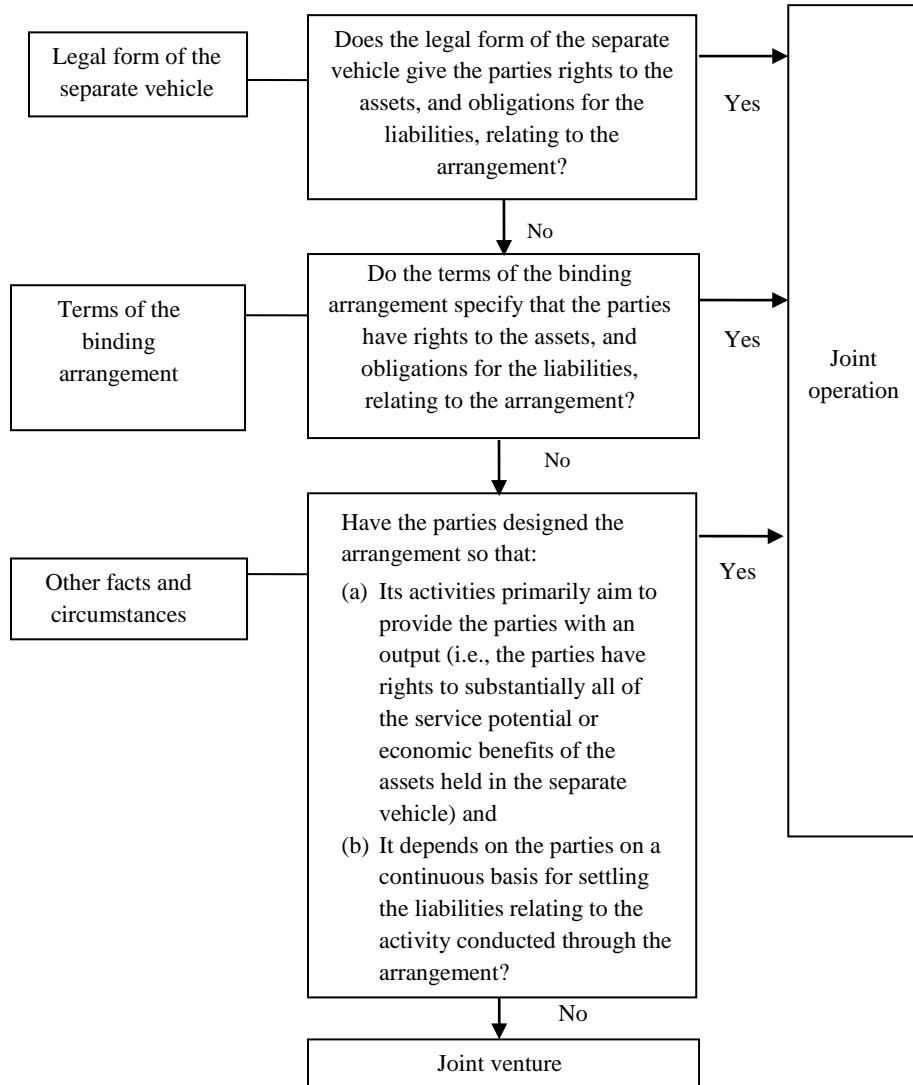 Legal form of the
separate vehicle
Does the legal form of the separate
vehicle give the parties rights to the
assets, and obligations for the
liabilities, relating to the
arrangement?
Yes
No
Terms of the
binding
arrangement
Do the terms of the binding
arrangement specify that the parties
have rights to the assets, and
obligations for the liabilities,
relating to the arrangement?
Yes
Joint
operation
No
Other facts and
circumstances
Have the parties designed the
arrangement so that:
(a) Its activities primarily aim to
provide the parties with an
output (i.e., the parties have
rights to substantially all of
the service potential or
economic benefits of the
assets held in the separate
vehicle) and
(b) It depends on the parties on a
continuous basis for settling
the liabilities relating to the
activity conducted through the
arrangement?
Yes
No
Joint venture